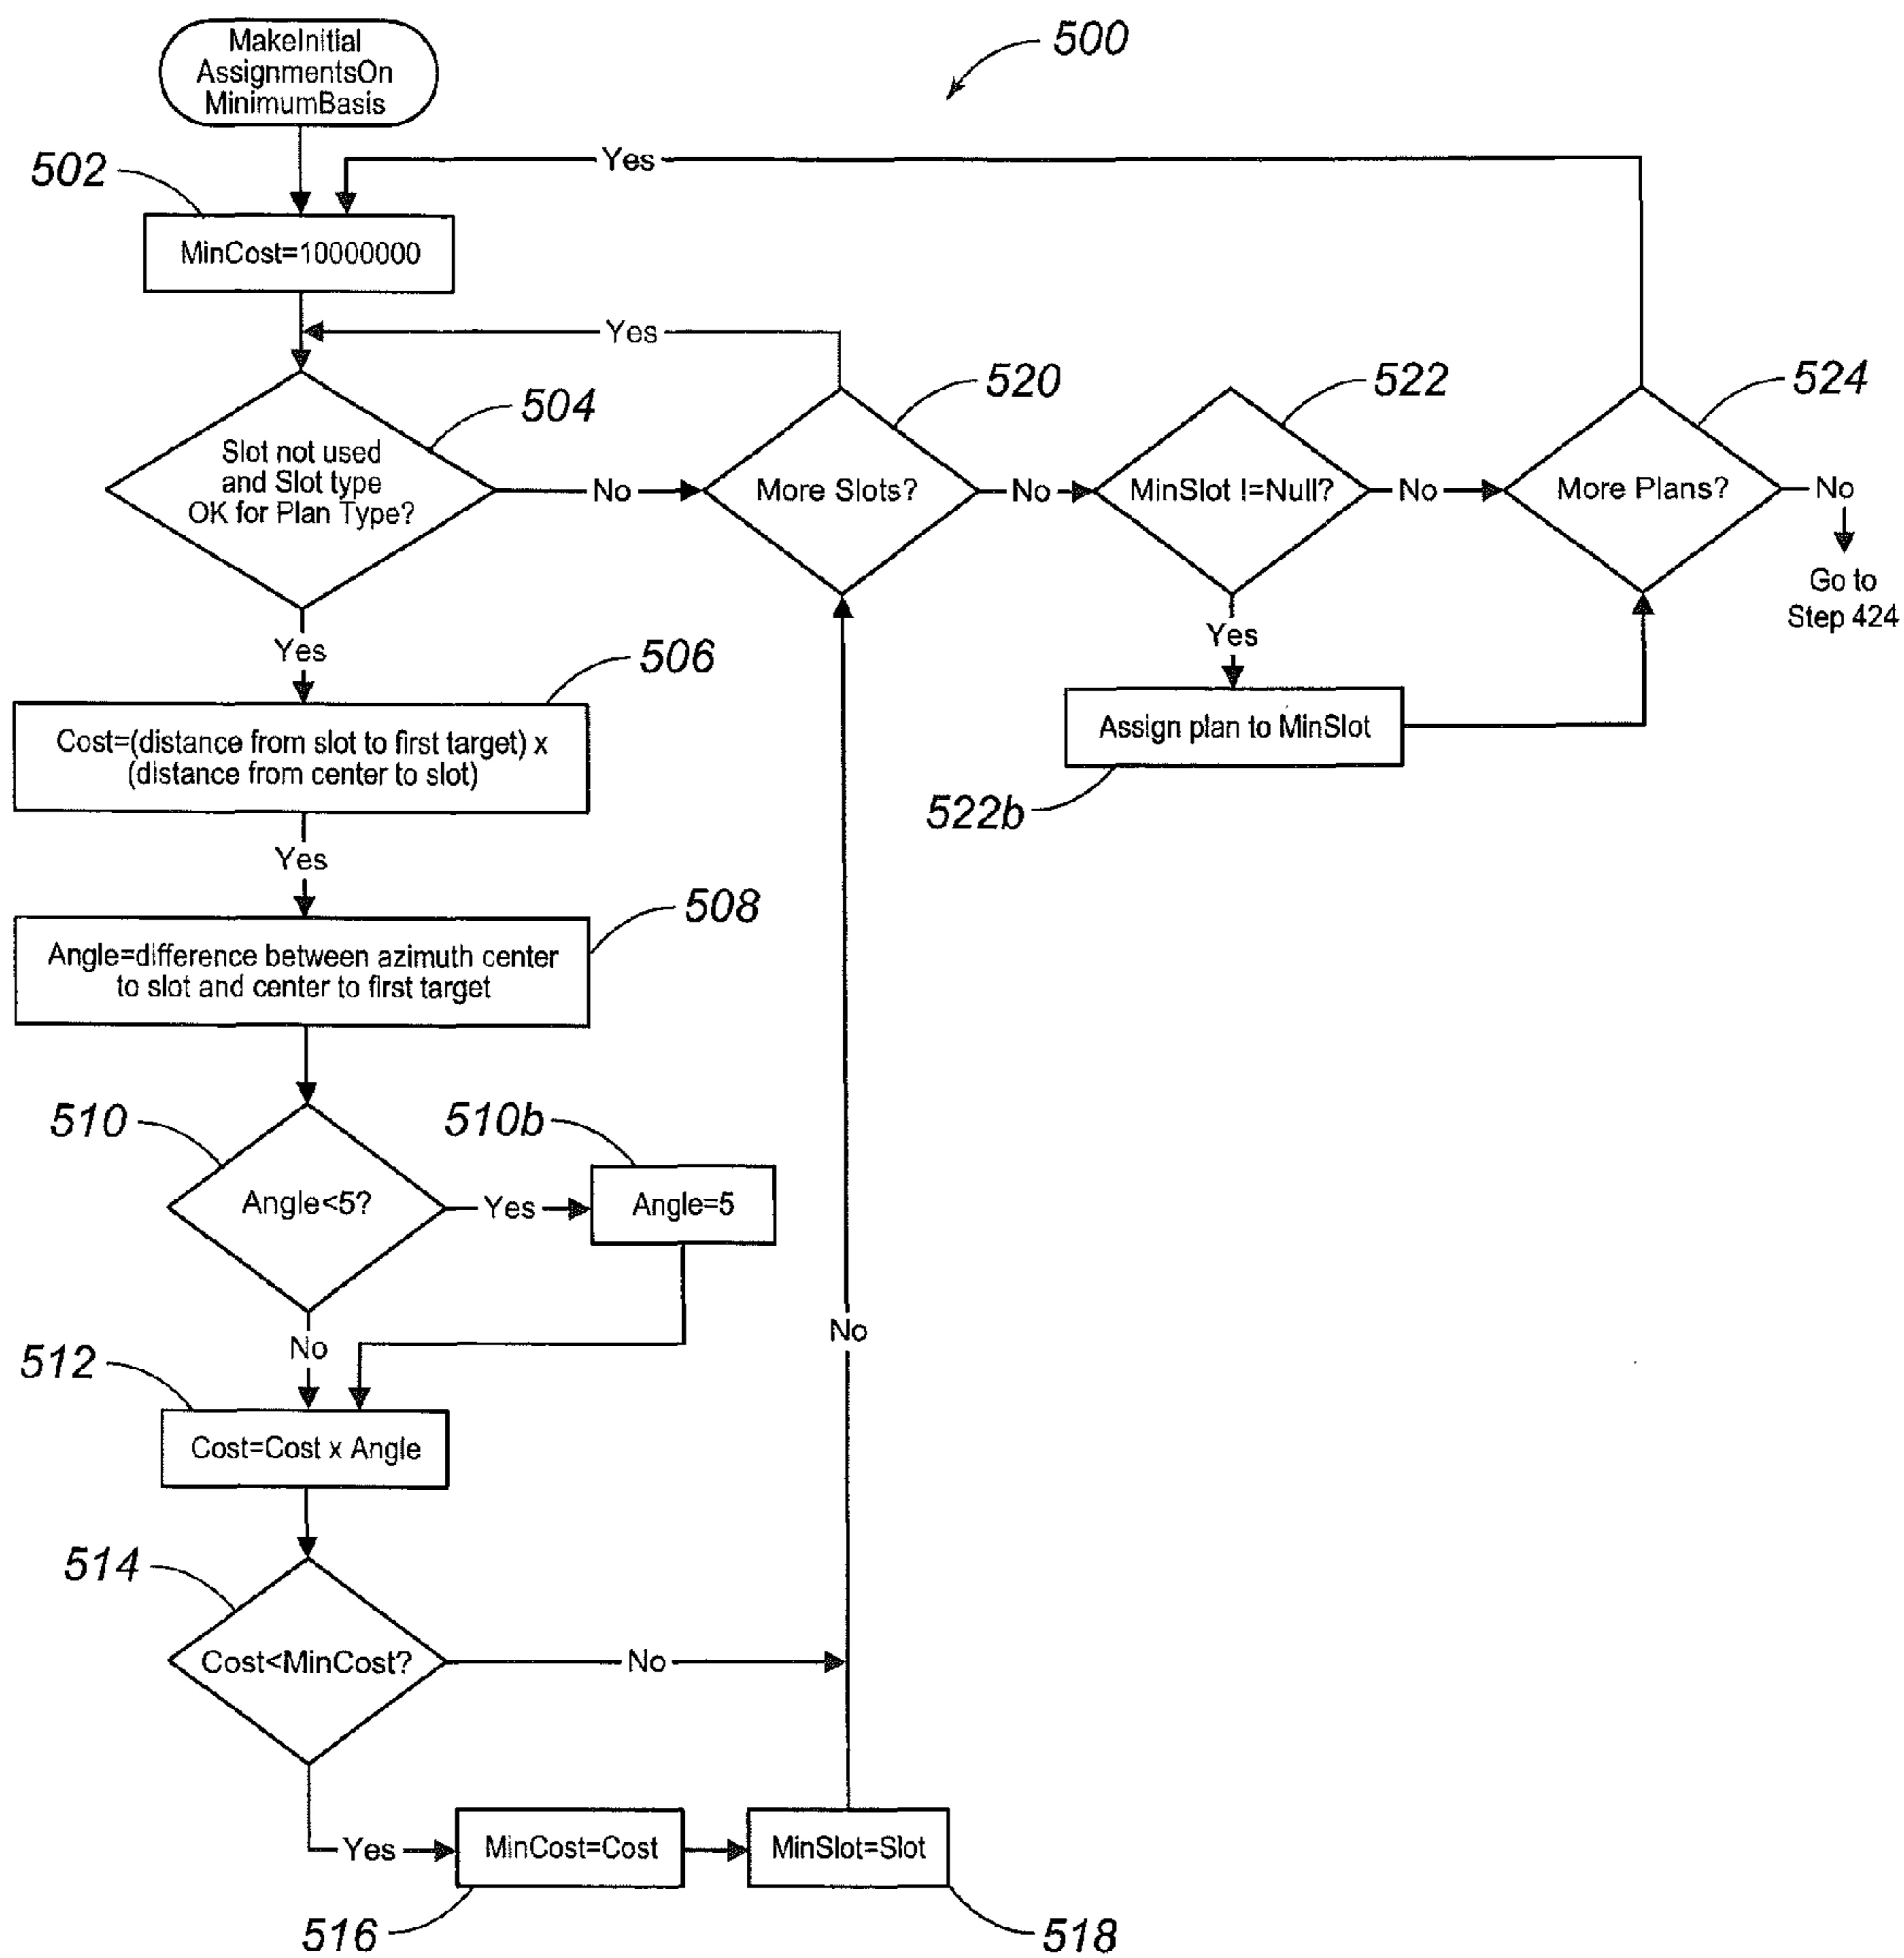 MakeInitial
AssignmentsOn
MinimumBasis
500
Yes
502
MinCost=10000000
Yes
504
520
522
524
Slot not used
and Slot type
OK for Plan Type?
No
More Slots?
No
MinSlot !=Null?
No
More Plans?
No
Go to
Step 424
Yes
Yes
506
Assign plan to MinSlot
522b
Cost=(distance from slot to first target) x
(distance from center to slot)
Yes
508
Angle=difference between azimuth center
to slot and center to first target
510
510b
Angle<5?
Yes
Angle=5
No
No
512
Cost=Cost x Angle
514
Cost<MinCost?
No
Yes
MinCost=Cost
MinSlot=Slot
516
518